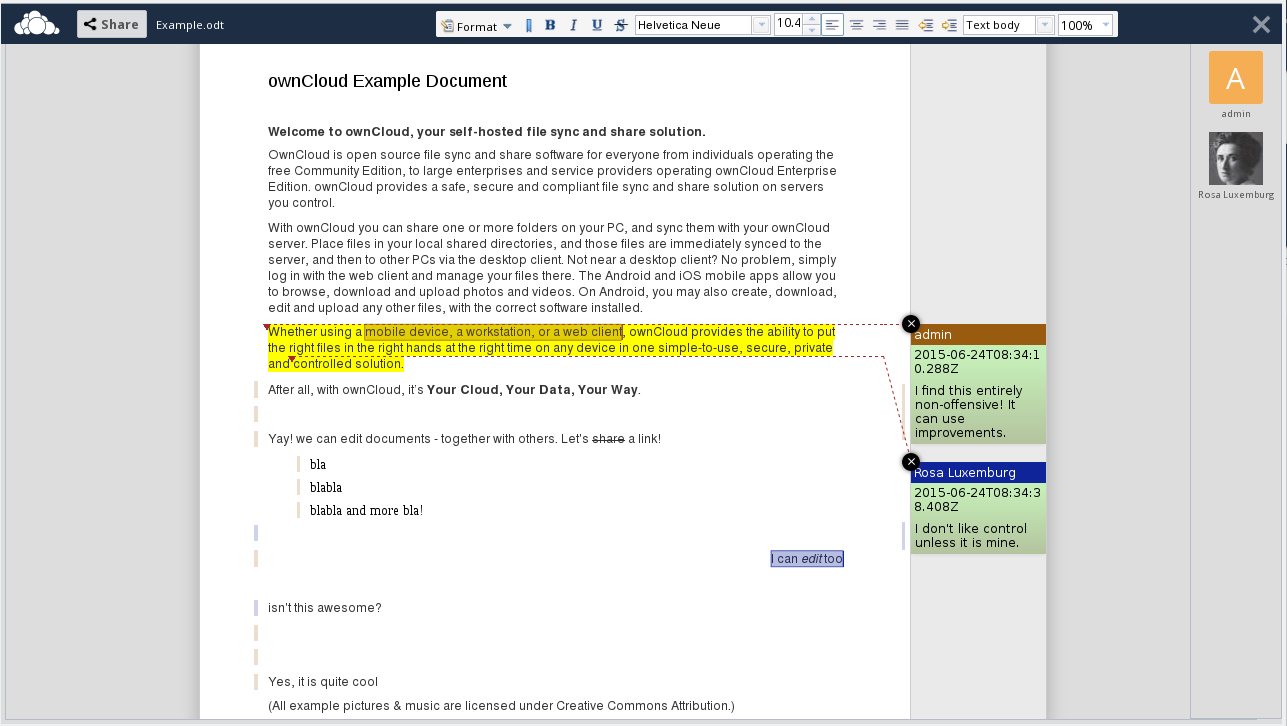 Share
Example.odt
Format
B I U S
Helvetica Neue
10.4
Text body
100%
A
admin
Rosa Luxemburg
ownCloud Example Document
Welcome to ownCloud, your self-hosted file sync and share solution.
OwnCloud is open source file sync and share software for everyone from individuals operating the
free Community Edition, to large enterprises and service providers operating ownCloud Enterprise
Edition. ownCloud provides a safe, secure and compliant file sync and share solution on servers
you control.
With ownCloud you can share one or more folders on your PC, and sync them with your ownCloud
server. Place files in your local shared directories, and those files are immediately synced to the
server, and then to other PCs via the desktop client. Not near a desktop client? No problem, simply
log in with the web client and manage your files there. The Android and iOS mobile apps allow you
to browse, download and upload photos and videos. On Android, you may also create, download,
edit and upload any other files, with the correct software installed.
Whether using a mobile device, a workstation, or a web client, ownCloud provides the ability to put
the right files in the right hands at the right time on any device in one simple-to-use, secure, private
and controlled solution.
After all, with ownCloud, it's Your Cloud, Your Data, Your Way.
Yay! we can edit documents - together with others. Let's share a link!
bla
blabla
blabla and more bla!
I can edit too
isn't this awesome?
Yes, it is quite cool
(All example pictures & music are licensed under Creative Commons Attribution.)
admin
2015-06-24T08:34:1
0.288Z
I find this entirely
non-offensive! It
can use
improvements.
Rosa Luxemburg
2015-06-24T08:34:3
8.408Z
I don't like control
unless it is mine.